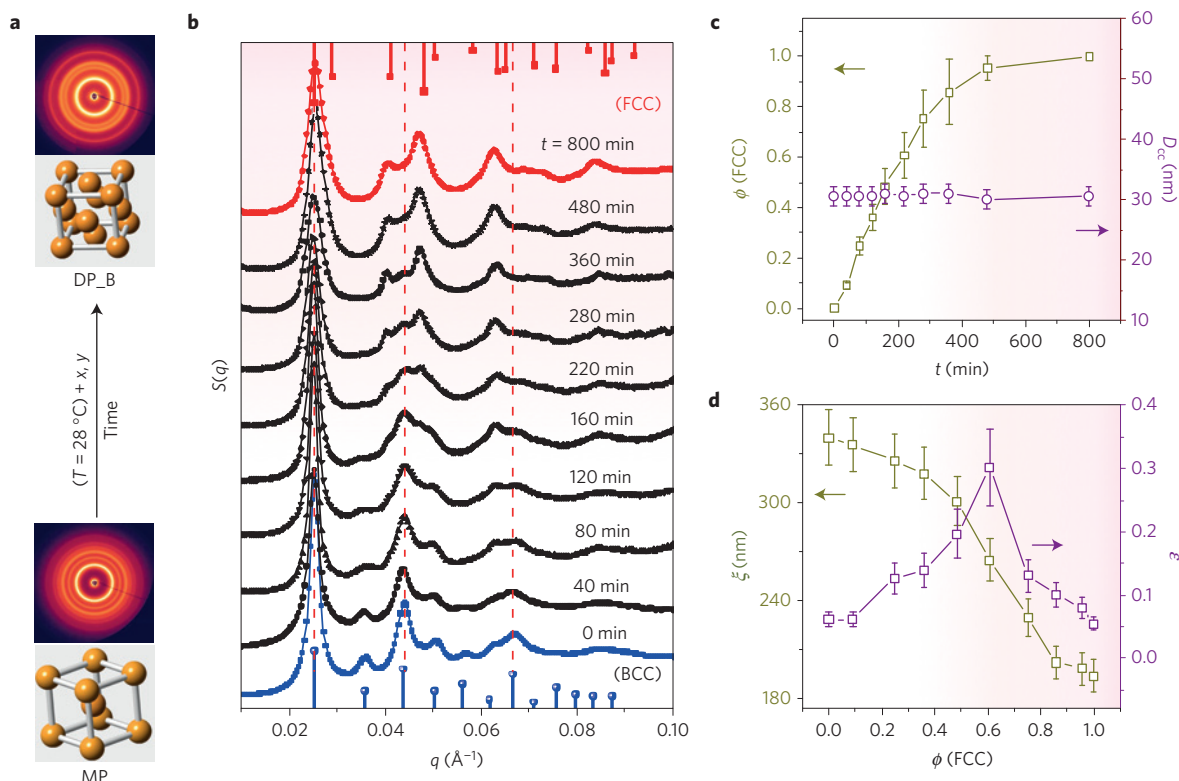 a
DP_B
(T = 28 °C) + x, y
Time
MP
b
(FCC)
t = 800 min
480 min
360 min
280 min
220 min
160 min
120 min
80 min
40 min
0 min
(BCC)
S(q)
0.02 0.04 0.06 0.08 0.10
q (Å⁻¹)
c
1.0
0.8
0.6
0.4
0.2
0.0
ϕ (FCC)
60
50
40
30
20
10
Dcc (nm)
0 200 400 600 800
t (min)
d
360
300
240
180
ξ (nm)
0.4
0.3
0.2
0.1
0.0
ε
0.0 0.2 0.4 0.6 0.8 1.0
ϕ (FCC)